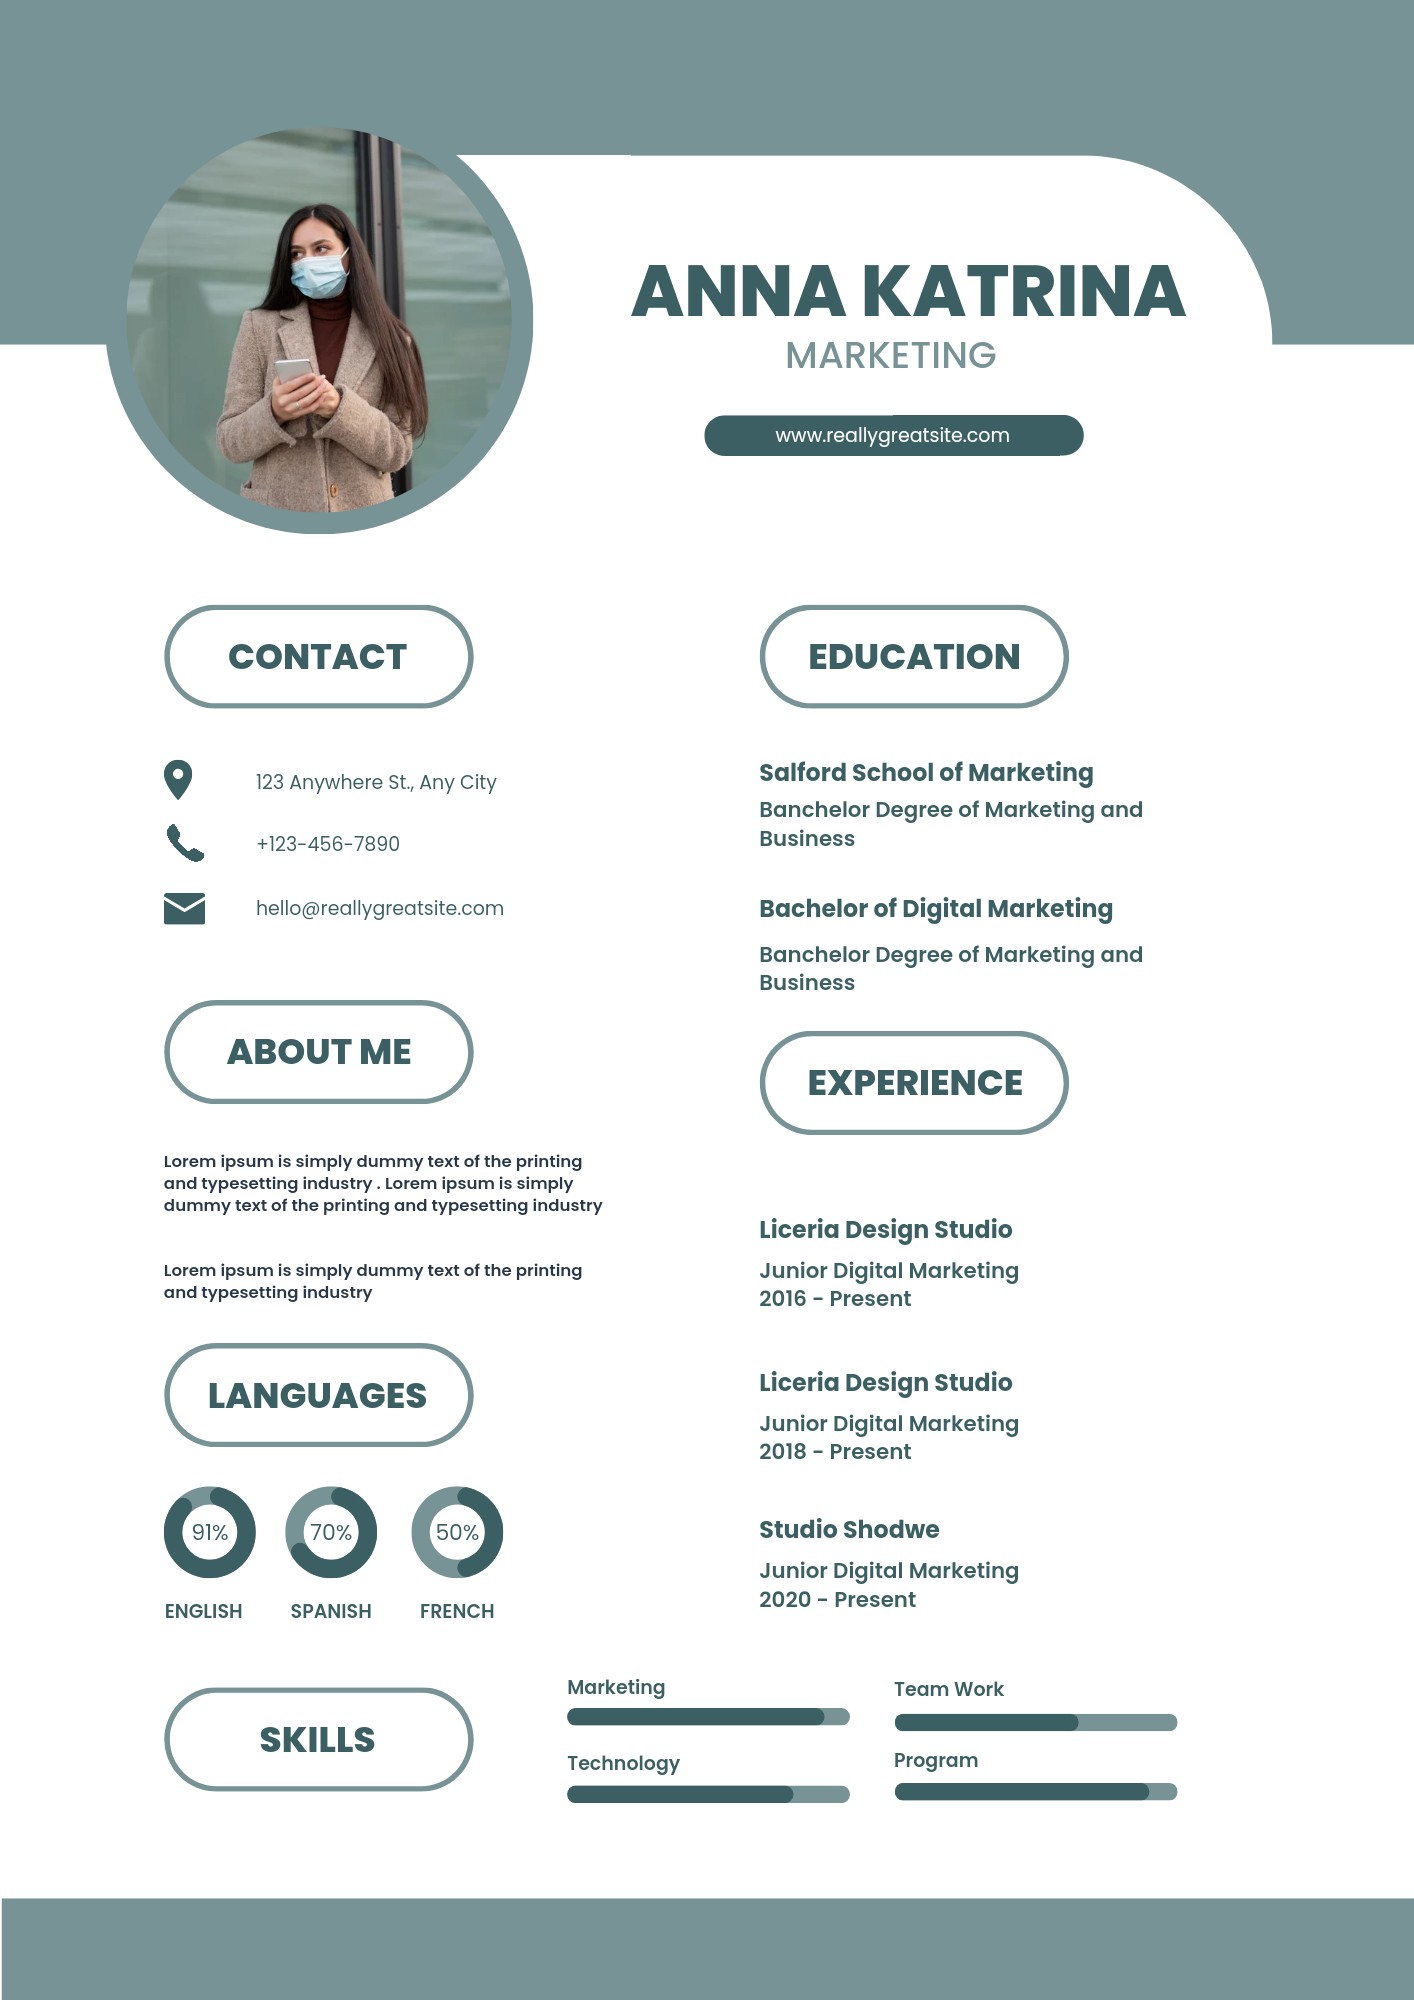 ANNA KATRINA
MARKETING
www.reallygreatsite.com
CONTACT
123 Anywhere St., Any City
+123-456-7890
hello@reallygreatsite.com
ABOUT ME
Lorem ipsum is simply dummy text of the printing
and typesetting industry . Lorem ipsum is simply
dummy text of the printing and typesetting industry
Lorem ipsum is simply dummy text of the printing
and typesetting industry
LANGUAGES
91%
70%
50%
ENGLISH
SPANISH
FRENCH
EDUCATION
Salford School of Marketing
Banchelor Degree of Marketing and
Business
Bachelor of Digital Marketing
Banchelor Degree of Marketing and
Business
EXPERIENCE
Liceria Design Studio
Junior Digital Marketing
2016 - Present
Liceria Design Studio
Junior Digital Marketing
2018 - Present
Studio Shodwe
Junior Digital Marketing
2020 - Present
SKILLS
Marketing
Team Work
Technology
Program